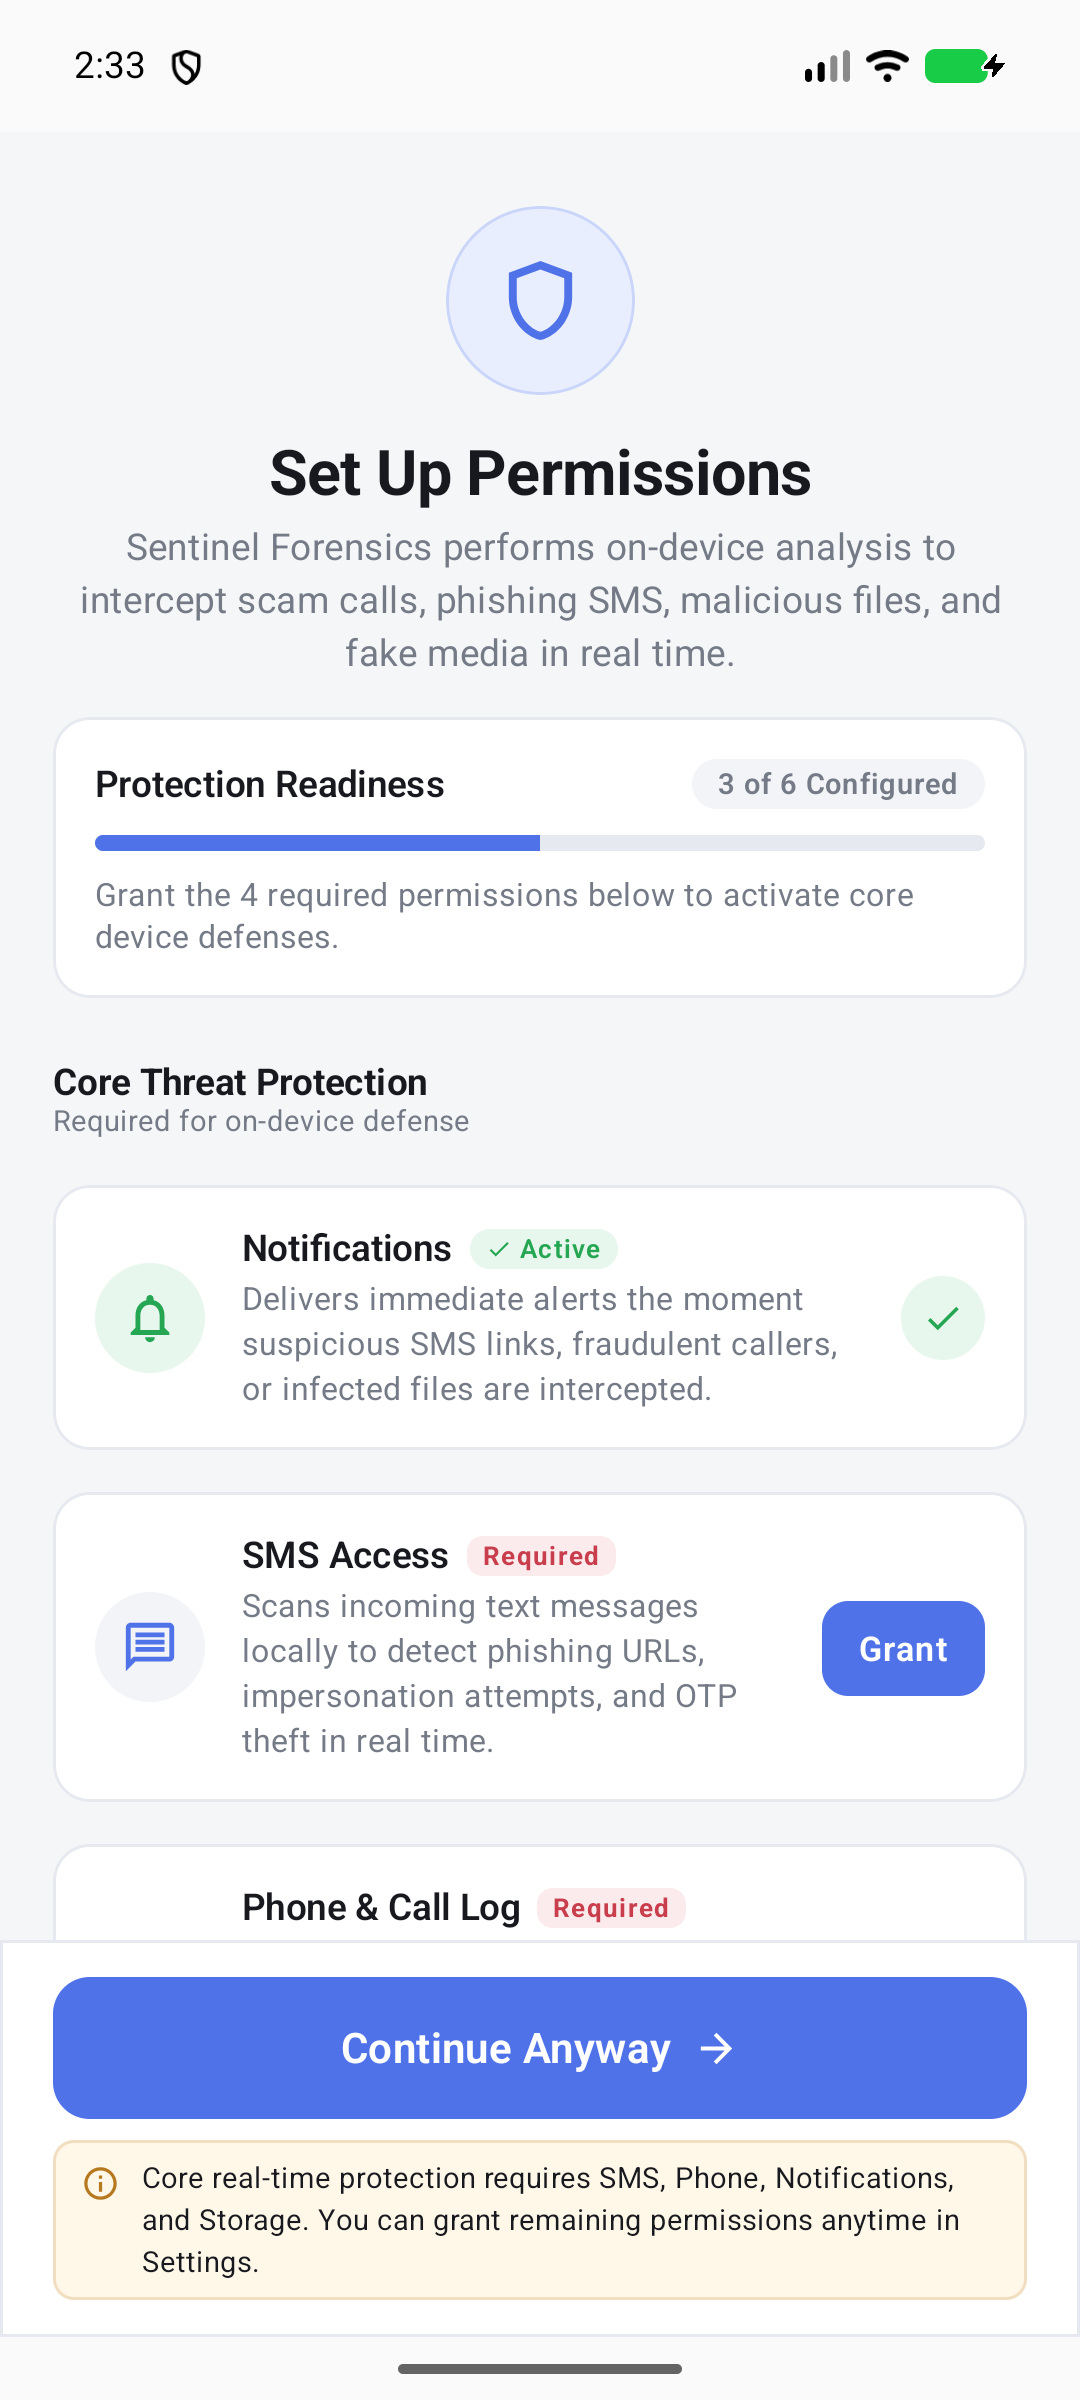 2:33
Set Up Permissions
Sentinel Forensics performs on-device analysis to
intercept scam calls, phishing SMS, malicious files, and
fake media in real time.
Protection Readiness
3 of 6 Configured
Grant the 4 required permissions below to activate core
device defenses.
Core Threat Protection
Required for on-device defense
Notifications
Active
Delivers immediate alerts the moment
suspicious SMS links, fraudulent callers,
or infected files are intercepted.
SMS Access
Required
Scans incoming text messages
locally to detect phishing URLs,
impersonation attempts, and OTP
theft in real time.
Grant
Phone & Call Log
Required
Continue Anyway
Core real-time protection requires SMS, Phone, Notifications,
and Storage. You can grant remaining permissions anytime in
Settings.